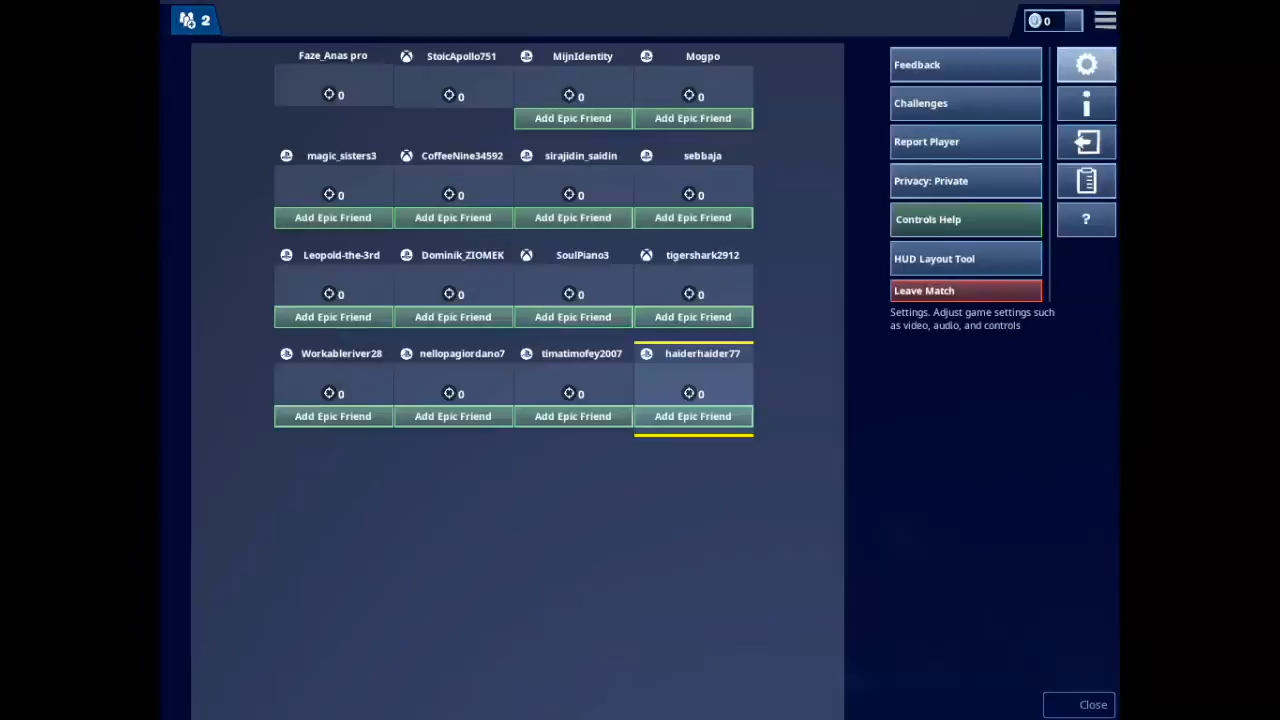 2
0
Faze_Anas pro StoicApollo751 MijnIdentity Mogpo
0 0 0 0
Add Epic Friend Add Epic Friend
magic_sisters3 CoffeeNine34592 sirajidin_saidin sebbaja
0 0 0 0
Add Epic Friend Add Epic Friend Add Epic Friend Add Epic Friend
Leopold-the-3rd Dominik_ZIOMEK SoulPiano3 tigershark2912
0 0 0 0
Add Epic Friend Add Epic Friend Add Epic Friend Add Epic Friend
Workableriver28 nellopagiordano7 timatimofey2007 haiderhaider77
0 0 0 0
Add Epic Friend Add Epic Friend Add Epic Friend Add Epic Friend
Feedback
Challenges
Report Player
Privacy: Private
Controls Help
?
HUD Layout Tool
Leave Match
Settings. Adjust game settings such
as video, audio, and controls
Close